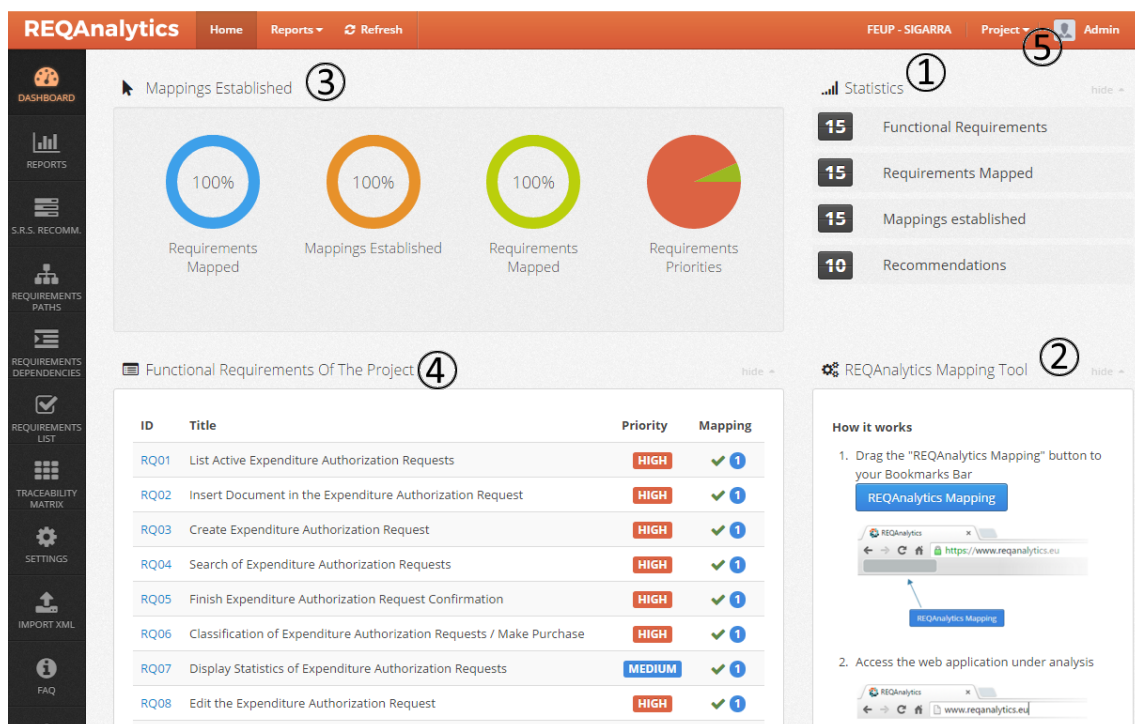 REQAnalytics Home Reports Refresh FEUP - SIGARRA Project Admin
5
DASHBOARD
REPORTS
S.R.S. RECOMM.
REQUIREMENTS
PATHS
REQUIREMENTS
DEPENDENCIES
REQUIREMENTS
LIST
TRACEABILITY
MATRIX
SETTINGS
IMPORT XML
FAQ
Mappings Established 3
100%
Requirements
Mapped
100%
Mappings Established
100%
Requirements
Mapped
Requirements
Priorities
Statistics 1 hide
15 Functional Requirements
15 Requirements Mapped
15 Mappings established
10 Recommendations
Functional Requirements Of The Project 4 hide
ID Title Priority Mapping
RQ01 List Active Expenditure Authorization Requests HIGH 1
RQ02 Insert Document in the Expenditure Authorization Request HIGH 1
RQ03 Create Expenditure Authorization Request HIGH 1
RQ04 Search of Expenditure Authorization Requests HIGH 1
RQ05 Finish Expenditure Authorization Request Confirmation HIGH 1
RQ06 Classification of Expenditure Authorization Requests / Make Purchase HIGH 1
RQ07 Display Statistics of Expenditure Authorization Requests MEDIUM 1
RQ08 Edit the Expenditure Authorization Request HIGH 1
REQAnalytics Mapping Tool 2 hide
How it works
1. Drag the "REQAnalytics Mapping" button to
your Bookmarks Bar
REQAnalytics Mapping
REQAnalytics x
https://www.reqanalytics.eu
REQAnalytics Mapping
2. Access the web application under analysis
REQAnalytics x
www.reqanalytics.eu